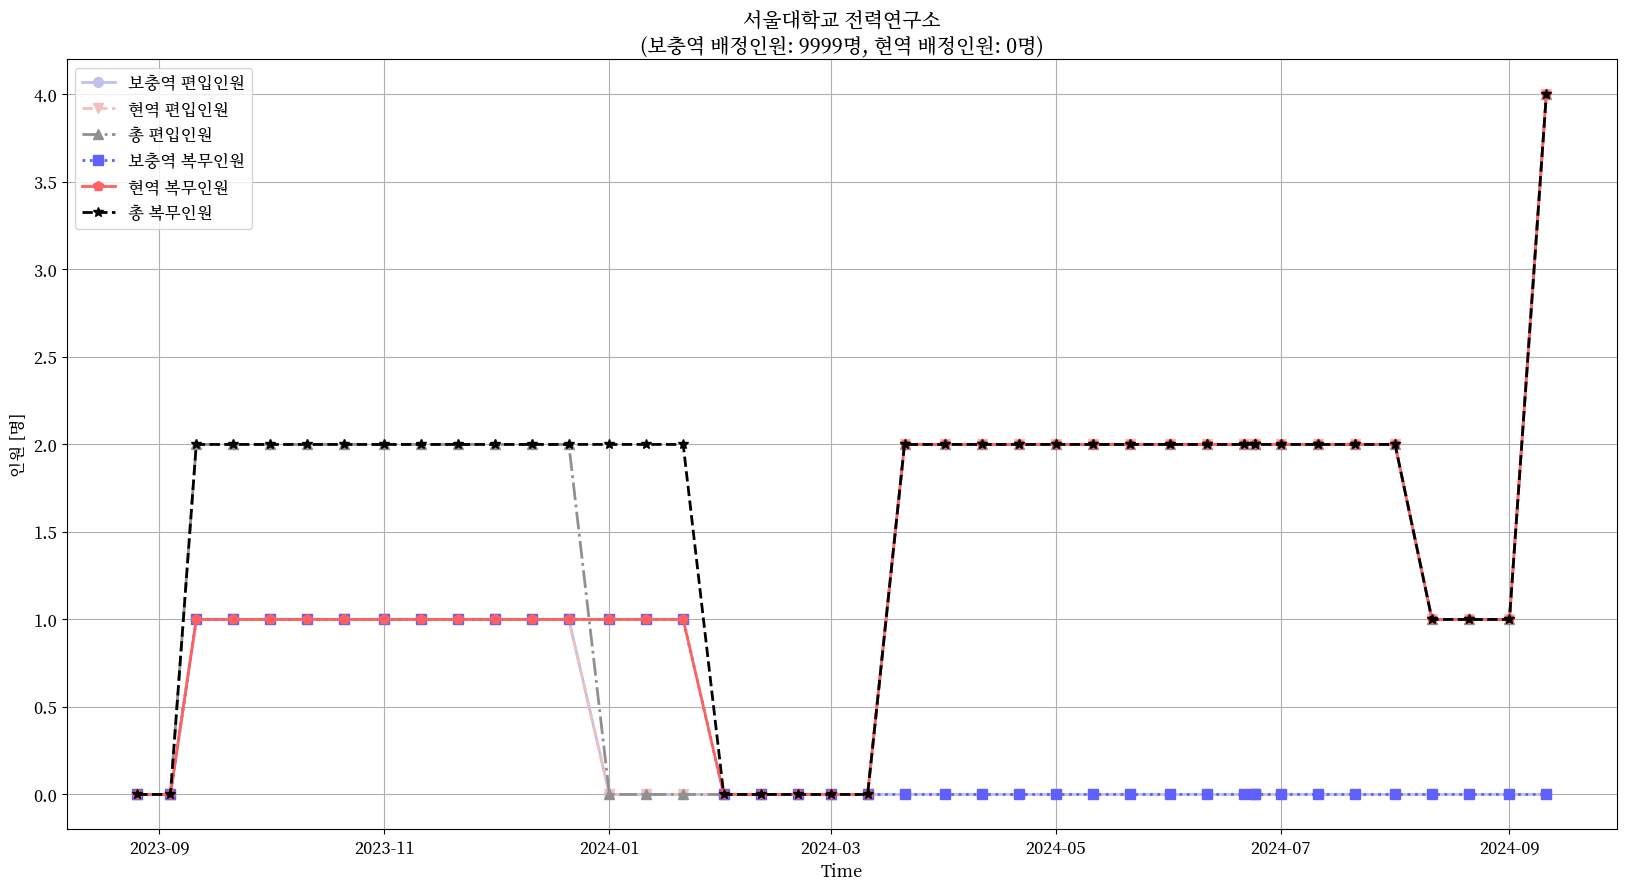 서울대학교 전력연구소
(보충역 배정인원: 9999명, 현역 배정인원: 0명)
보충역 편입인원
현역 편입인원
총 편입인원
보충역 복무인원
현역 복무인원
총 복무인원
4.0
3.5
3.0
2.5
2.0
1.5
1.0
0.5
0.0
인원 [명]
2023-09 2023-11 2024-01 2024-03 2024-05 2024-07 2024-09
Time